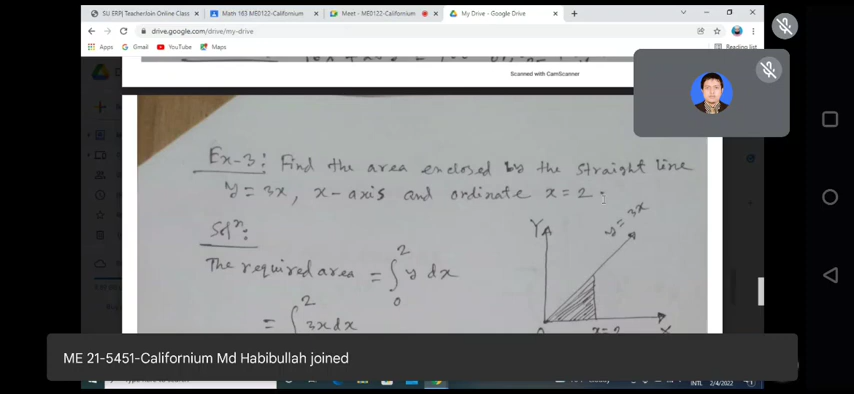 SU ERP| TeacherJoin Online Class
Math 163 ME0122-Californium
Meet - ME0122-Californium
My Drive - Google Drive
drive.google.com/drive/my-drive
Apps
Gmail
YouTube
Maps
Reading list
Scanned with CamScanner
Ex-3: Find the area enclosed by the straight line
y = 3x, x-axis and ordinate x = 2.
Solⁿ:
The required area = ∫₀² y dx
= ∫² 3x dx
Y
y = 3x
X
x=2
ME 21-5451-Californium Md Habibullah joined
INTL
2/4/2022